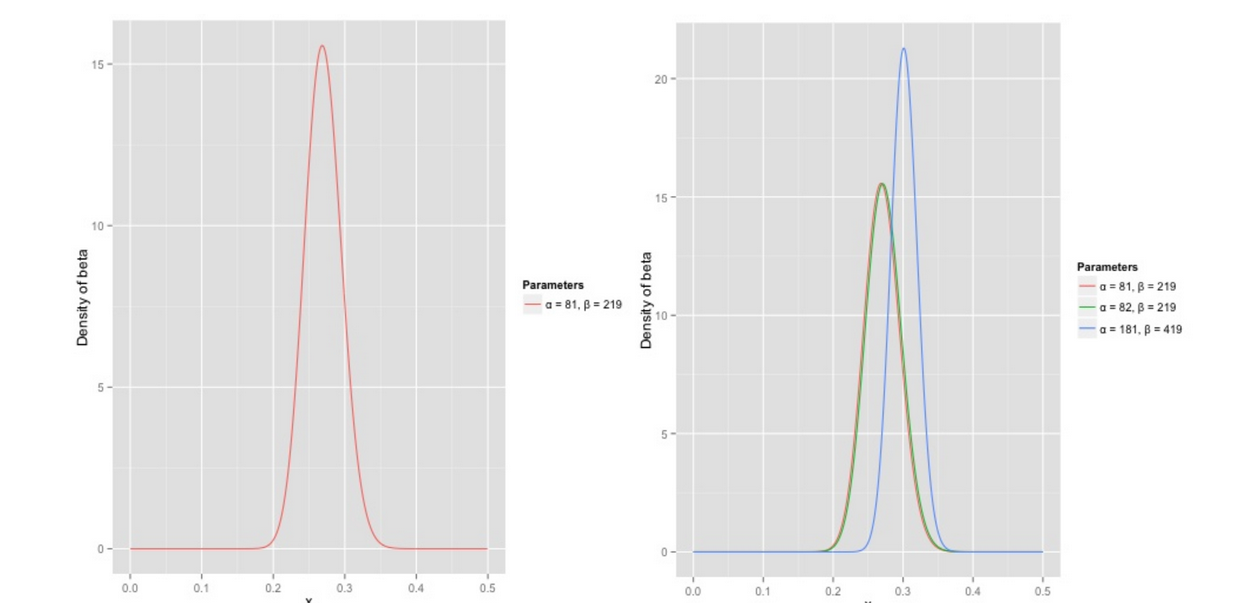 15
10
5
0
Density of beta
0.0 0.1 0.2 0.3 0.4 0.5
Parameters
α = 81, β = 219
20
15
10
5
0
Density of beta
0.0 0.1 0.2 0.3 0.4 0.5
Parameters
α = 81, β = 219
α = 82, β = 219
α = 181, β = 419